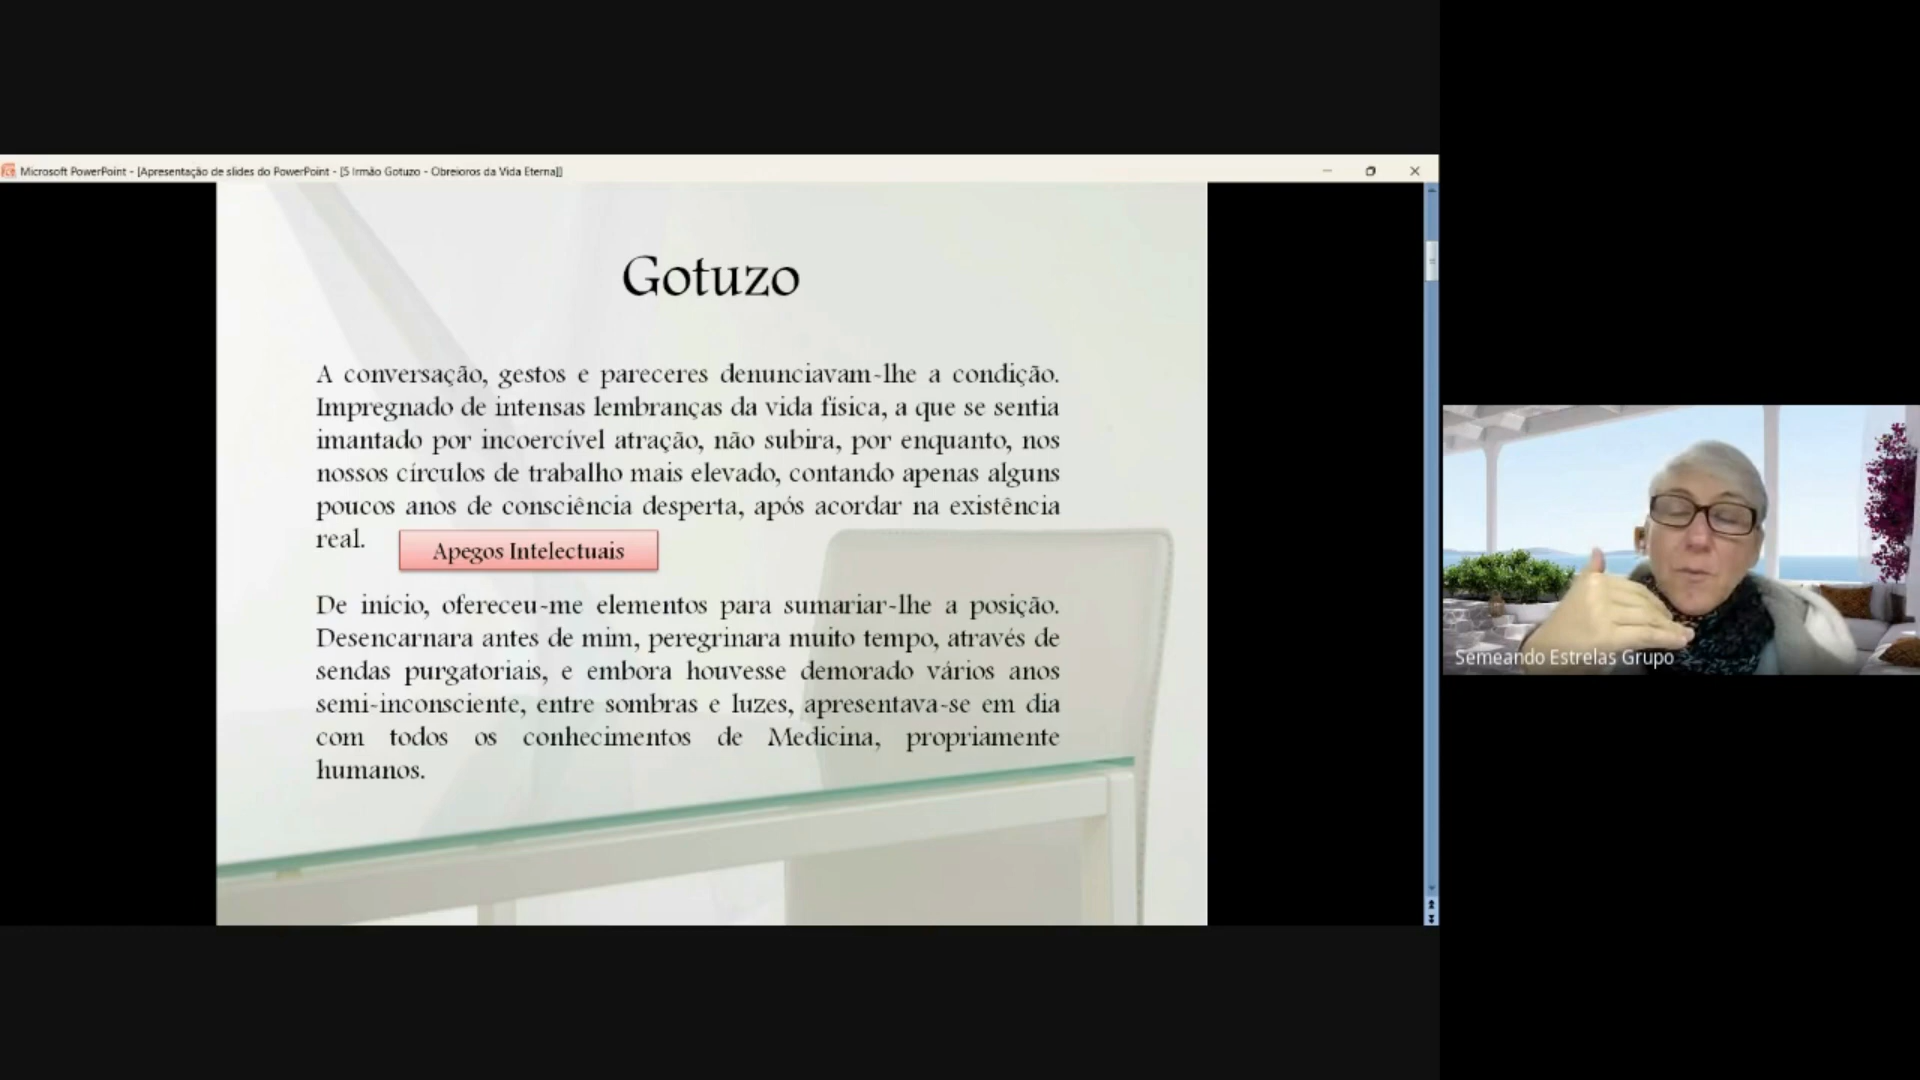 Microsoft PowerPoint - [Apresentação de slides do PowerPoint - [5 Irmão Gotuzo - Obreioros da Vida Eterna]]
Gotuzo
A conversação, gestos e pareceres denunciavam-lhe a condição.
Impregnado de intensas lembranças da vida física, a que se sentia
imantado por incoercível atração, não subira, por enquanto, nos
nossos círculos de trabalho mais elevado, contando apenas alguns
poucos anos de consciência desperta, após acordar na existência
real.
Apegos Intelectuais
De início, ofereceu-me elementos para sumariar-lhe a posição.
Desencarnara antes de mim, peregrinara muito tempo, através de
sendas purgatoriais, e embora houvesse demorado vários anos
semi-inconsciente, entre sombras e luzes, apresentava-se em dia
com todos os conhecimentos de Medicina, propriamente
humanos.
Semeando Estrelas Grupo